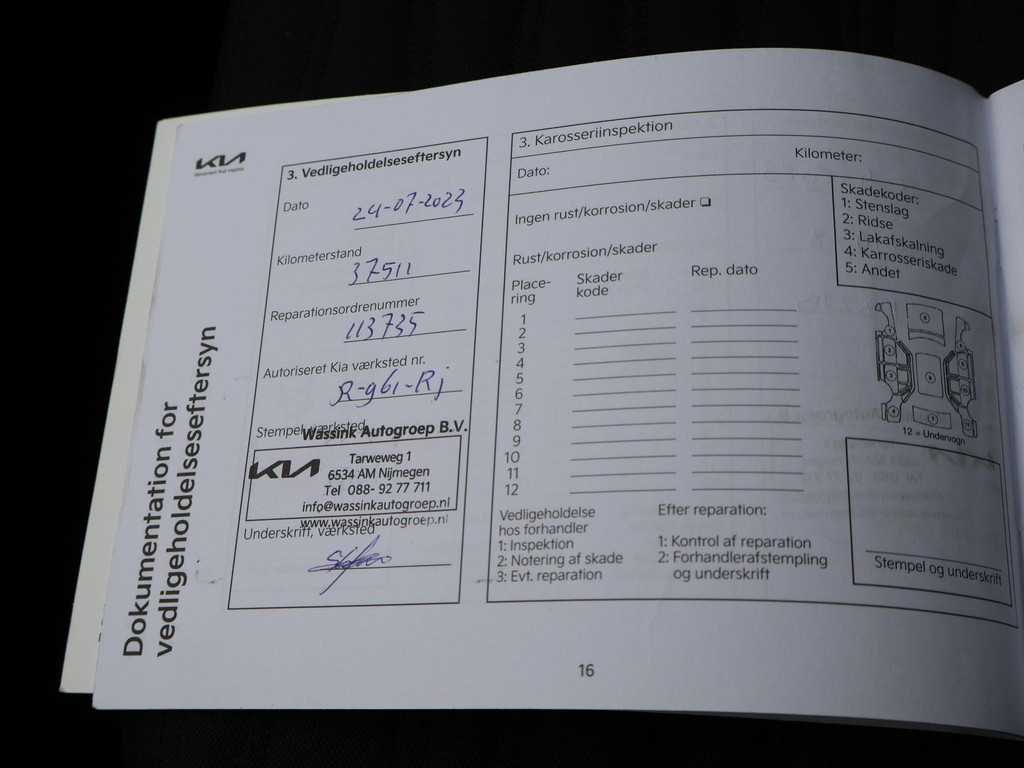 Dokumentation for
vedligeholdelseseftersyn
KIA
3. Vedligeholdelseseftersyn
Dato
24-07-2023
Kilometerstand
37511
Reparationsordrenummer
113735
Autoriseret Kia værksted nr.
R-961-Rj
Stempel, værksted
Wassink Autogroep B.V.
KIA
Tarweweg 1
6534 AM Nijmegen
Tel 088- 92 77 711
info@wassinkautogroep.nl
www.wassinkautogroep.nl
Underskrift, værksted
3. Karosseriinspektion
Dato:
Kilometer:
Ingen rust/korrosion/skader ❏
Skadekoder:
1: Stenslag
2: Ridse
3: Lakafskalning
4: Karrosseriskade
5: Andet
Rust/korrosion/skader
Place-
ring
Skader
kode
Rep. dato
1
2
3
4
5
6
7
8
9
10
11
12
12 = Undervogn
Vedligeholdelse
hos forhandler
1: Inspektion
2: Notering af skade
3: Evt. reparation
Efter reparation:
1: Kontrol af reparation
2: Forhandlerafstempling
og underskrift
Stempel og underskrift
16